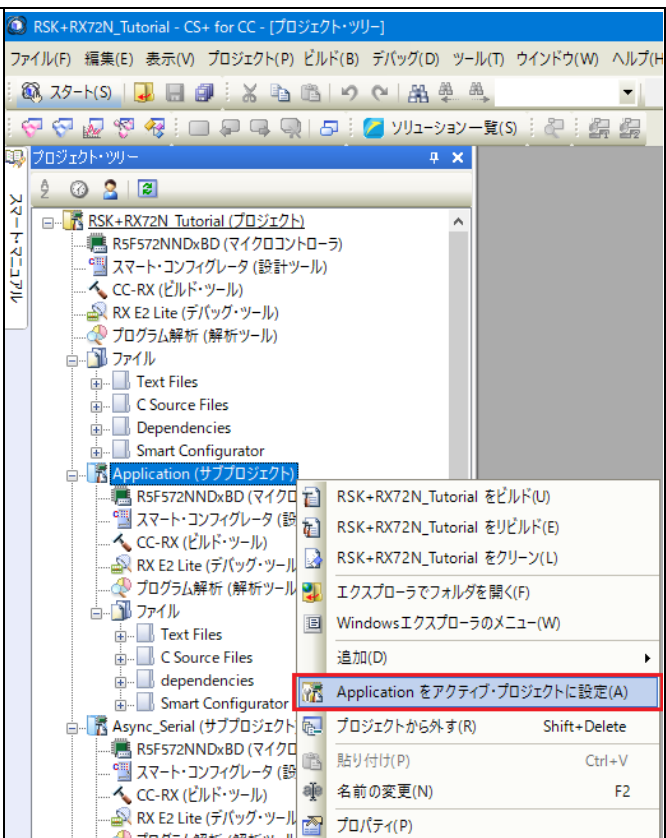 RSK+RX72N_Tutorial - CS+ for CC - [プロジェクト・ツリー]
ファイル(F) 編集(E) 表示(V) プロジェクト(P) ビルド(B) デバッグ(D) ツール(T) ウインドウ(W) ヘルプ(H
スタート(S)
ソリューション一覧(S)
プロジェクト・ツリー
スマート・マニュアル
RSK+RX72N_Tutorial (プロジェクト)
R5F572NNDxBD (マイクロコントローラ)
スマート・コンフィグレータ (設計ツール)
CC-RX (ビルド・ツール)
RX E2 Lite (デバッグ・ツール)
プログラム解析 (解析ツール)
ファイル
Text Files
C Source Files
Dependencies
Smart Configurator
Application (サブプロジェクト)
R5F572NNDxBD (マイクロ
スマート・コンフィグレータ (設
CC-RX (ビルド・ツール)
RX E2 Lite (デバッグ・ツール
プログラム解析 (解析ツール
ファイル
Text Files
C Source Files
dependencies
Smart Configurator
Async_Serial (サブプロジェクト
R5F572NNDxBD (マイクロ
スマート・コンフィグレータ (設
CC-RX (ビルド・ツール)
RX E2 Lite (デバッグ・ツール
RSK+RX72N_Tutorial をビルド(U)
RSK+RX72N_Tutorial をリビルド(E)
RSK+RX72N_Tutorial をクリーン(L)
エクスプローラでフォルダを開く(F)
Windowsエクスプローラのメニュー(W)
追加(D)
Application をアクティブ・プロジェクトに設定(A)
プロジェクトから外す(R) Shift+Delete
貼り付け(P) Ctrl+V
名前の変更(N) F2
プロパティ(P)